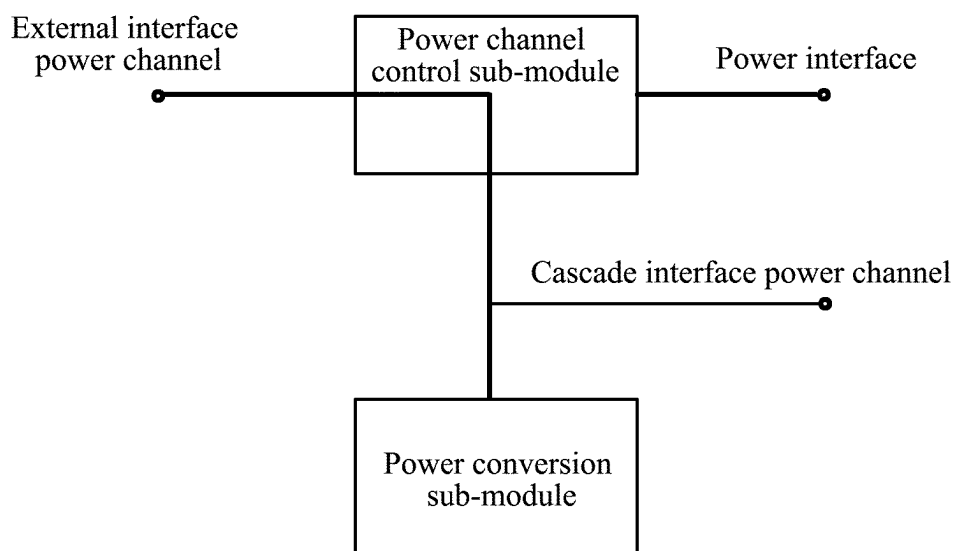 External interface
power channel
Power channel
control sub-module
Power interface
Cascade interface power channel
Power conversion
sub-module